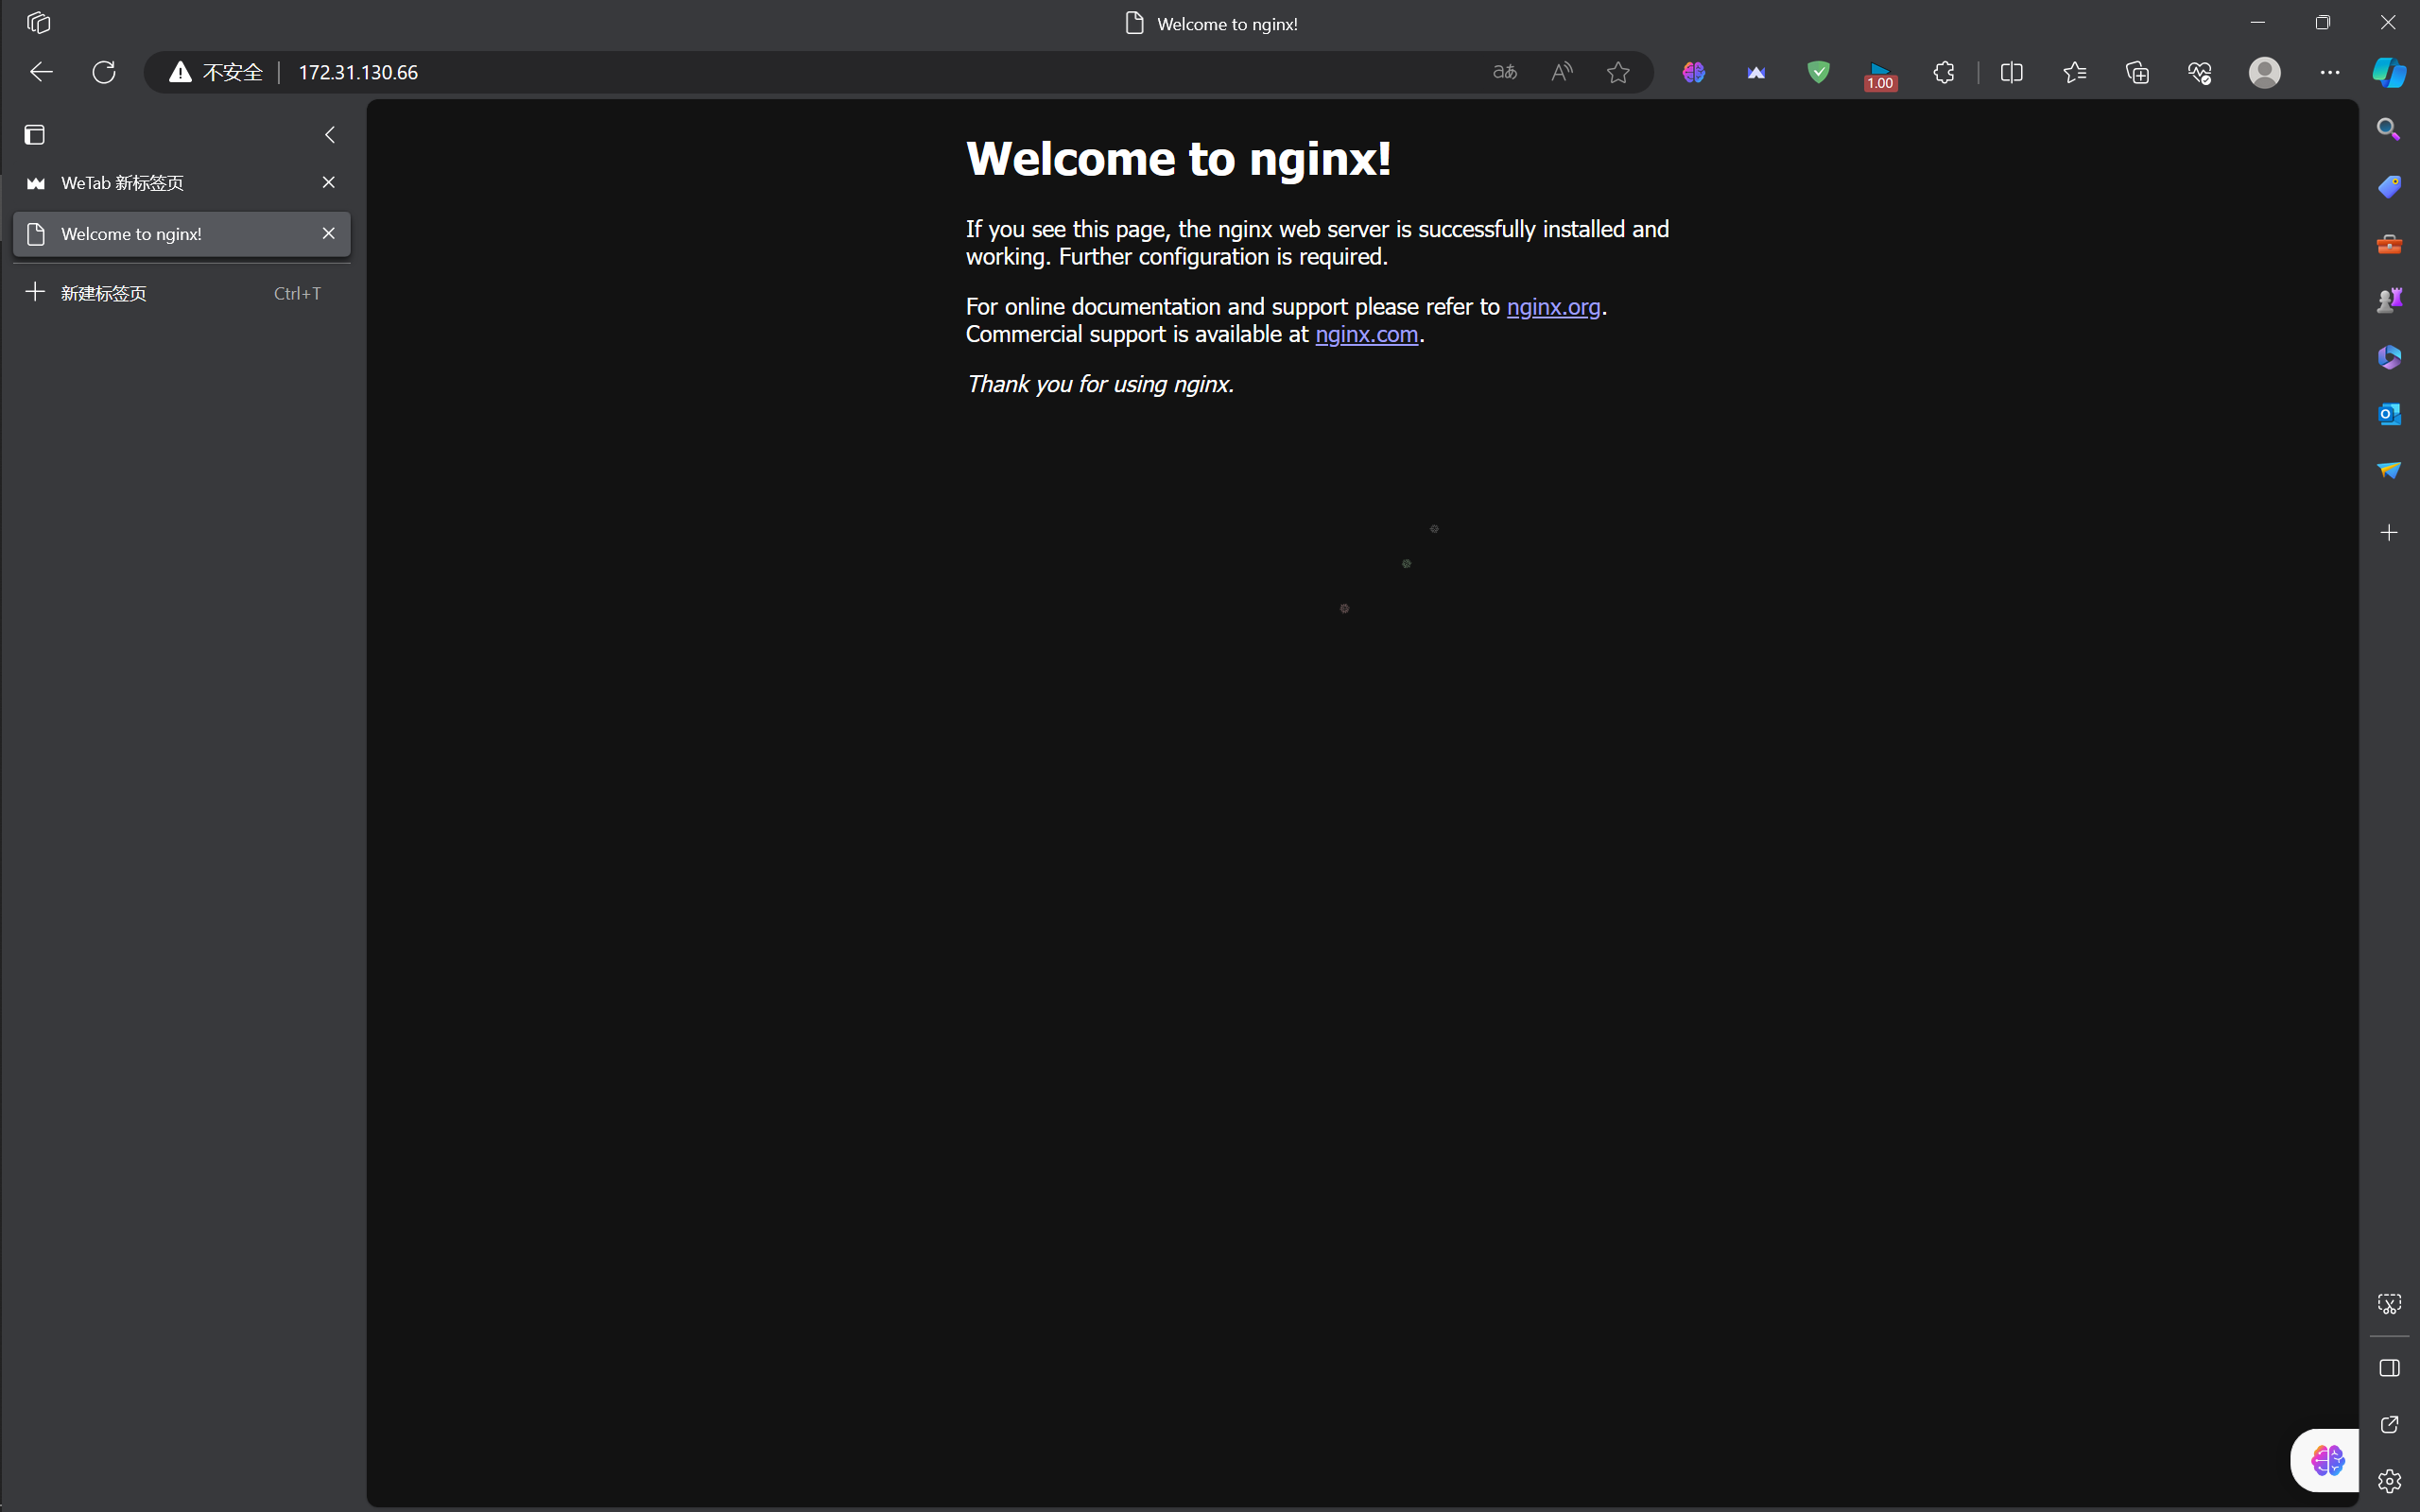 Welcome to nginx!
不安全
172.31.130.66
aあ
A
1.00
WeTab 新标签页
Welcome to nginx!
新建标签页 Ctrl+T
Welcome to nginx!
If you see this page, the nginx web server is successfully installed and
working. Further configuration is required.
For online documentation and support please refer to nginx.org.
Commercial support is available at nginx.com.
Thank you for using nginx.